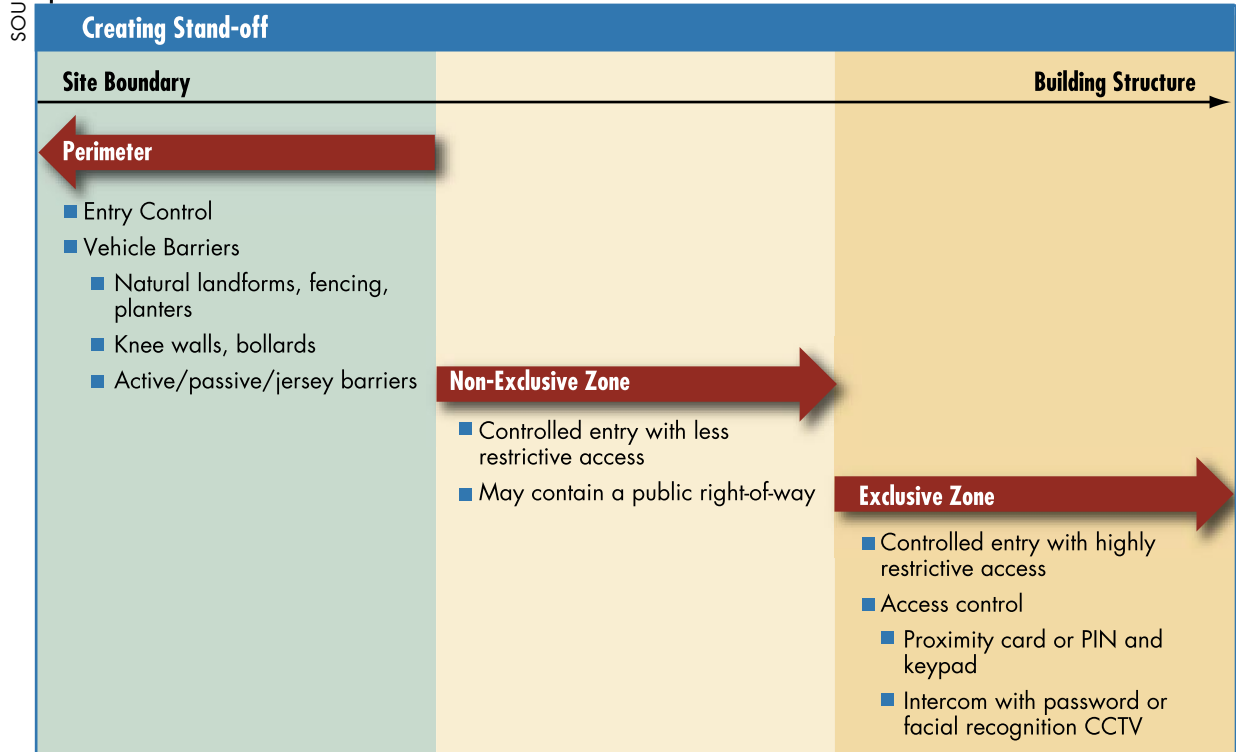 SOU
Creating Stand-off
Site Boundary
Building Structure
Perimeter
Entry Control
Vehicle Barriers
Natural landforms, fencing,
planters
Knee walls, bollards
Active/passive/jersey barriers
Non-Exclusive Zone
Controlled entry with less
restrictive access
May contain a public right-of-way
Exclusive Zone
Controlled entry with highly
restrictive access
Access control
Proximity card or PIN and
keypad
Intercom with password or
facial recognition CCTV